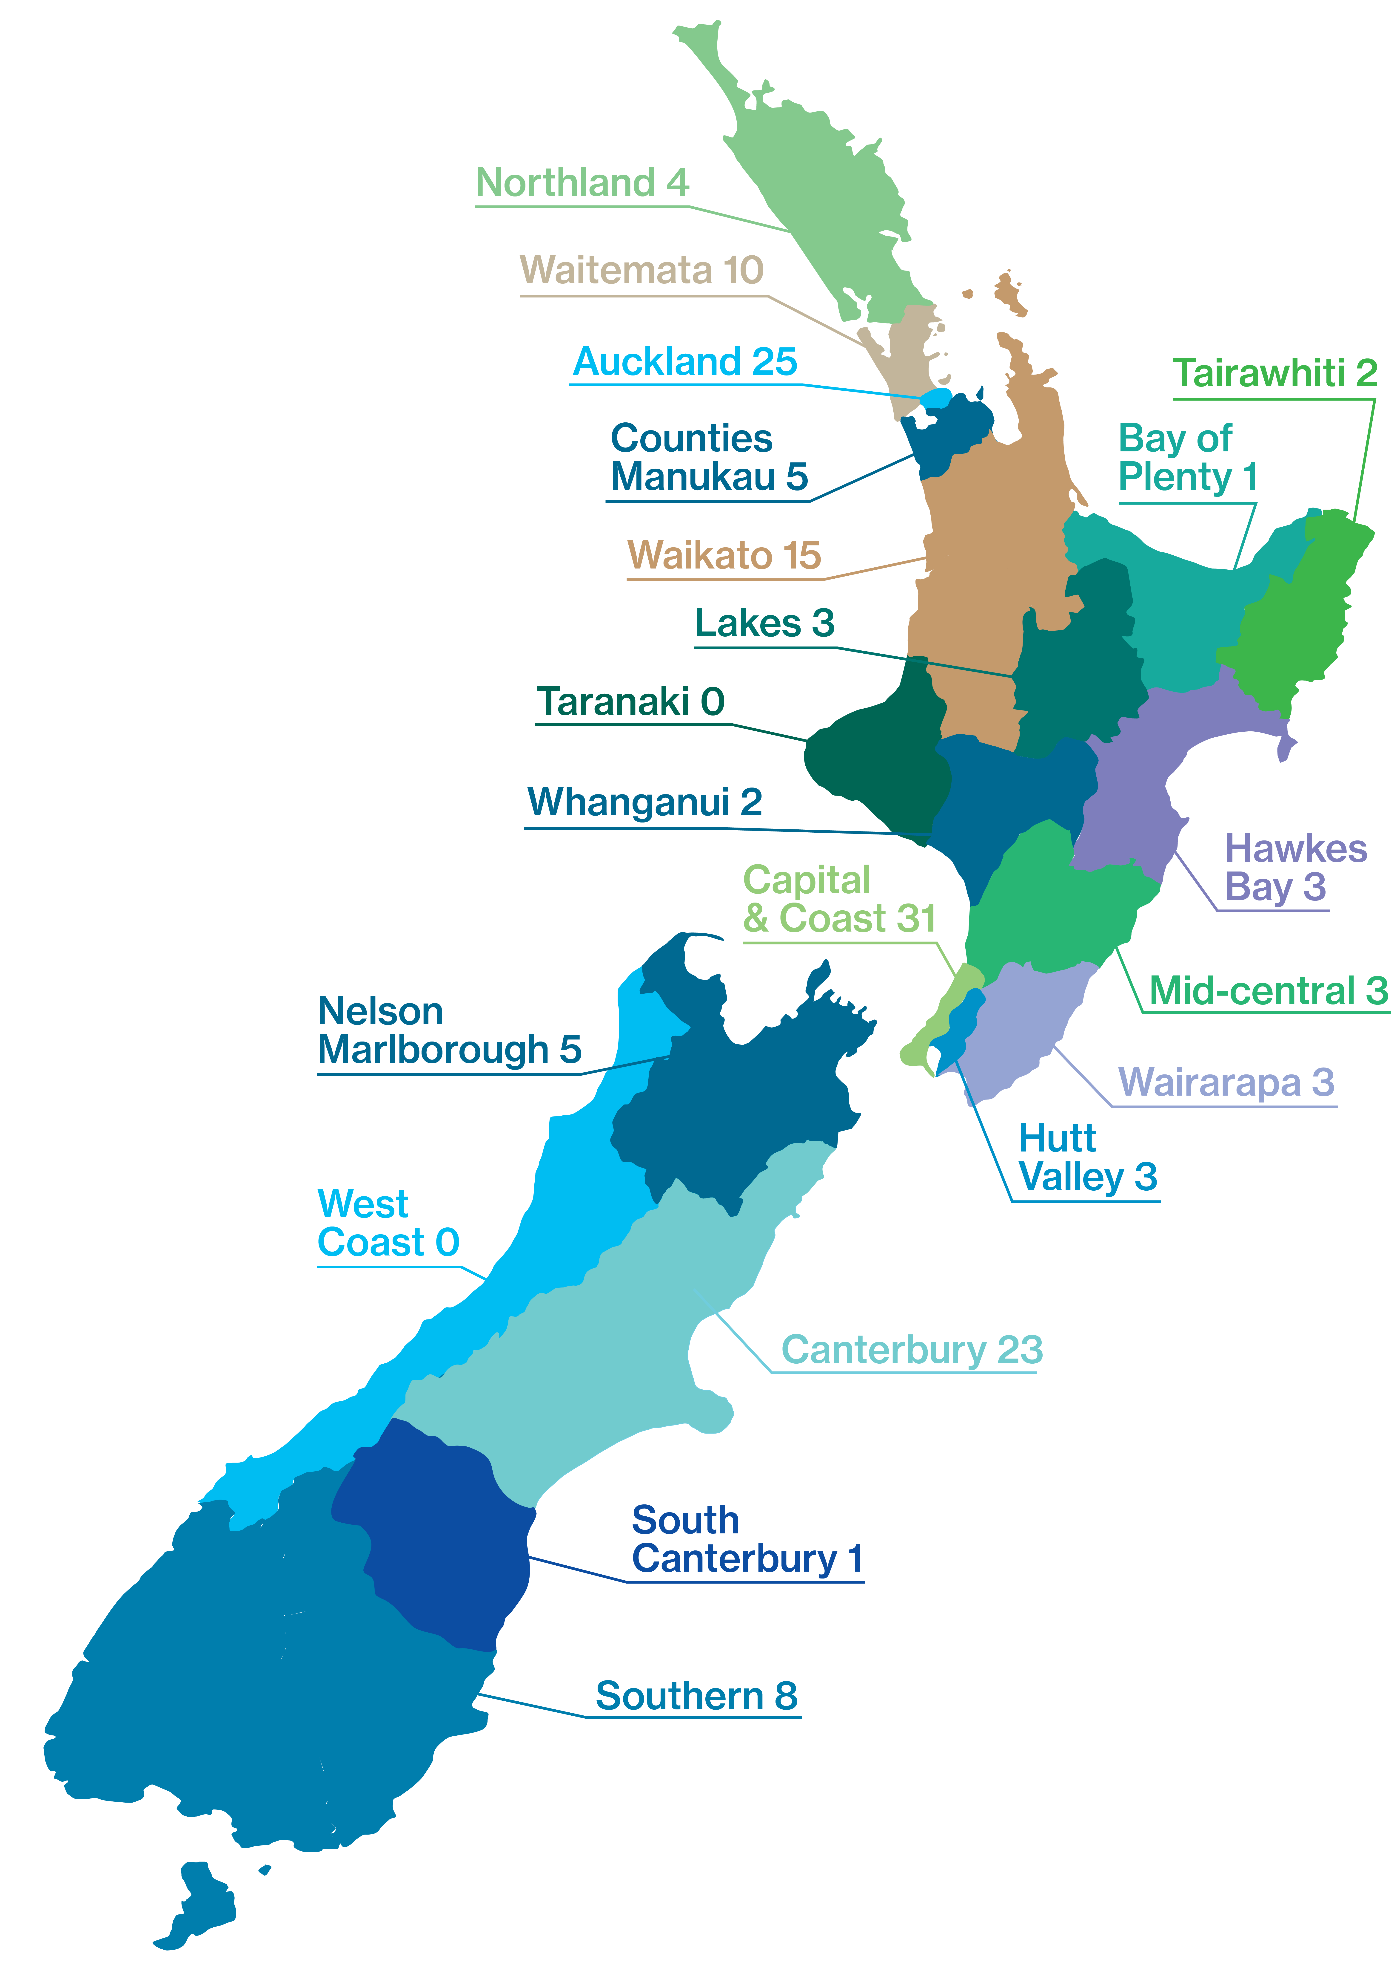 Northland 4
Waitemata 10
Auckland 25
Tairawhiti 2
Counties
Manukau 5
Bay of
Plenty 1
Waikato 15
Lakes 3
Taranaki 0
Whanganui 2
Hawkes
Bay 3
Capital
& Coast 31
Mid-central 3
Nelson
Marlborough 5
Wairarapa 3
Hutt
Valley 3
West
Coast 0
Canterbury 23
South
Canterbury 1
Southern 8